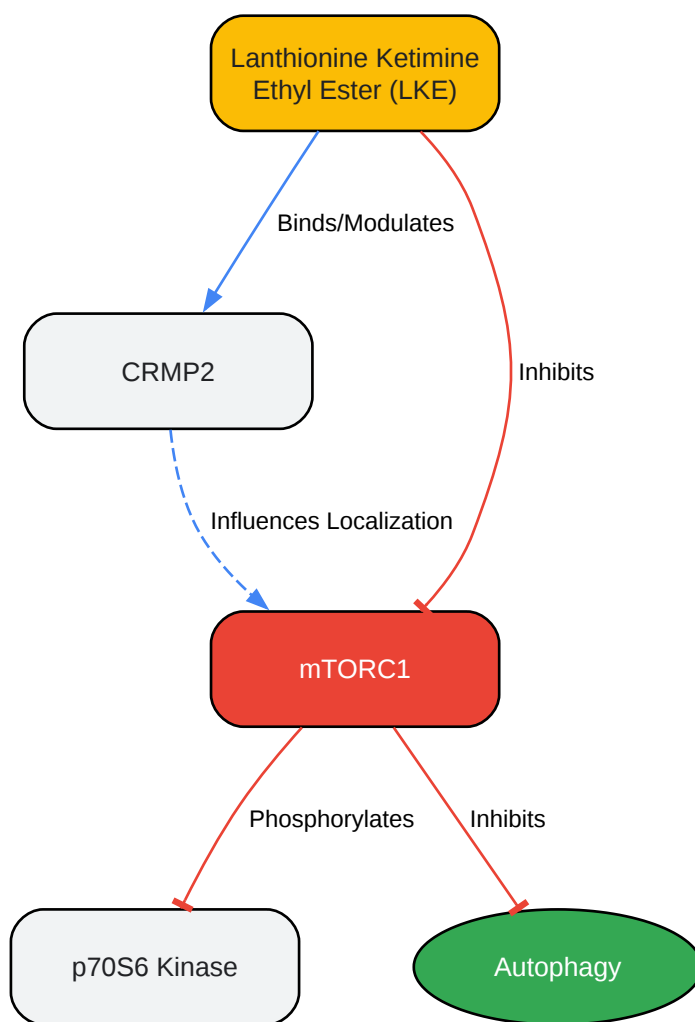 Lanthionine Ketimine
Ethyl Ester (LKE)
Binds/Modulates
CRMP2
Inhibits
Influences Localization
mTORC1
Phosphorylates
Inhibits
p70S6 Kinase
Autophagy